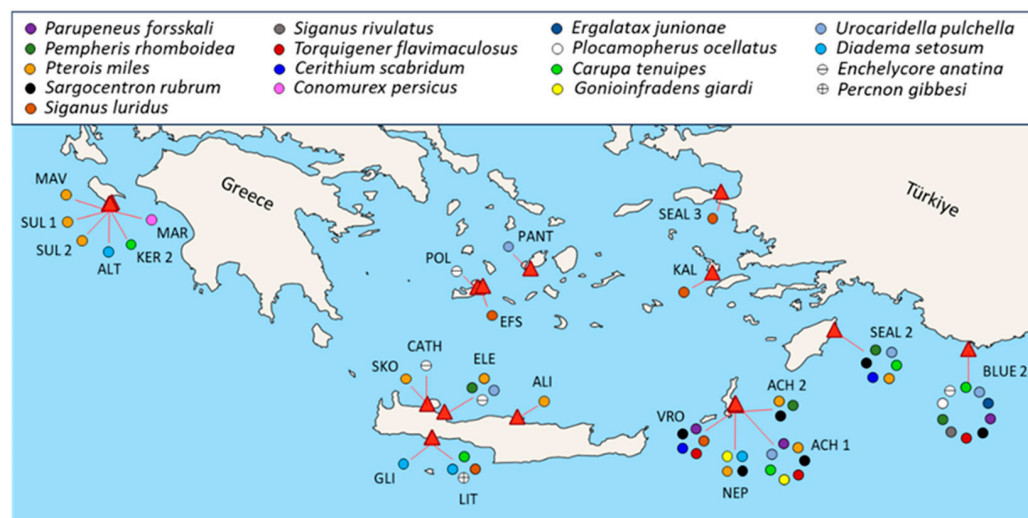 Parupeneus forsskali
Siganus rivulatus
Ergalatax junionae
Urocaridella pulchella
Pempheris rhomboidea
Torquigener flavimaculosus
Plocamopherus ocellatus
Diadema setosum
Pterois miles
Cerithium scabridum
Carupa tenuipes
Enchelycore anatina
Sargocentron rubrum
Conomurex persicus
Gonioinfradens giardi
Percnon gibbesi
Siganus luridus
MAV
SUL 1
SUL 2
ALT
KER 2
MAR
Greece
Türkiye
PANT
POL
EFS
SEAL 3
KAL
SEAL 2
BLUE 2
CATH
SKO
ELE
ALI
GLI
LIT
VRO
NEP
ACH 2
ACH 1